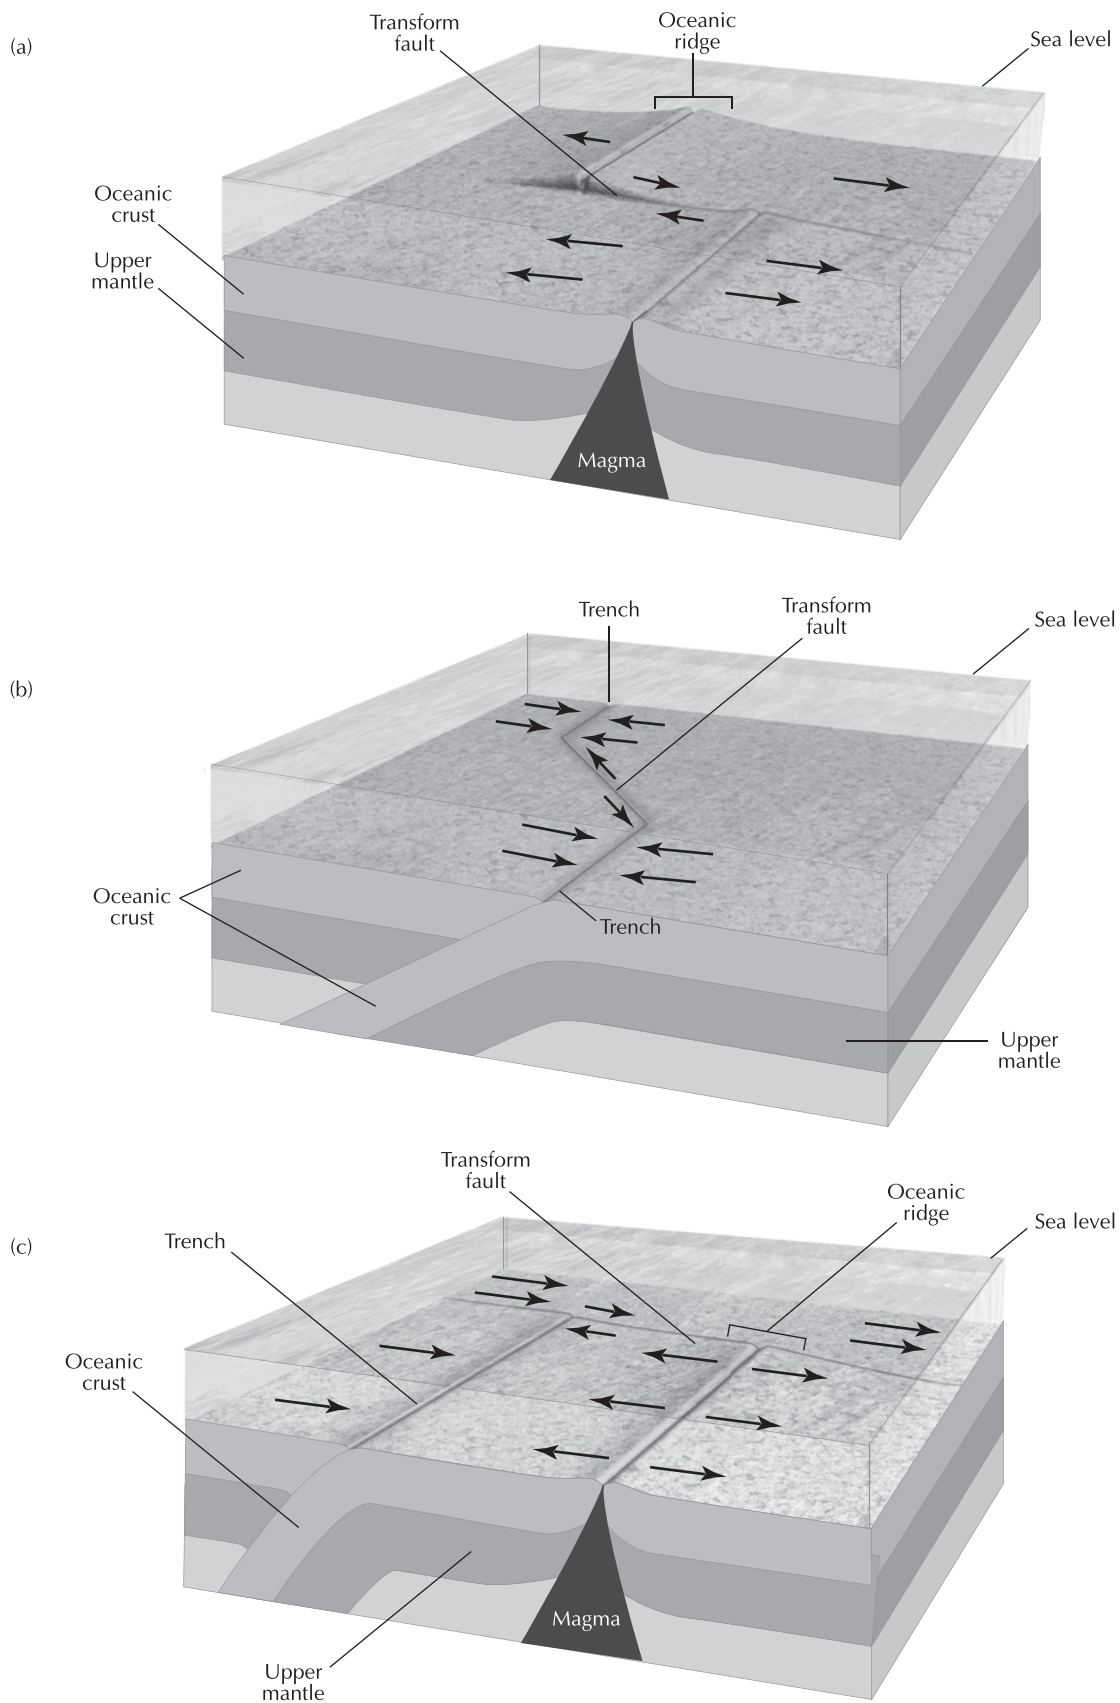 (a)
Transform
fault
Oceanic
ridge
Sea level
Oceanic
crust
Upper
mantle
Magma
(b)
Trench
Transform
fault
Sea level
Oceanic
crust
Trench
Upper
mantle
(c)
Transform
fault
Oceanic
ridge
Sea level
Trench
Oceanic
crust
Magma
Upper
mantle